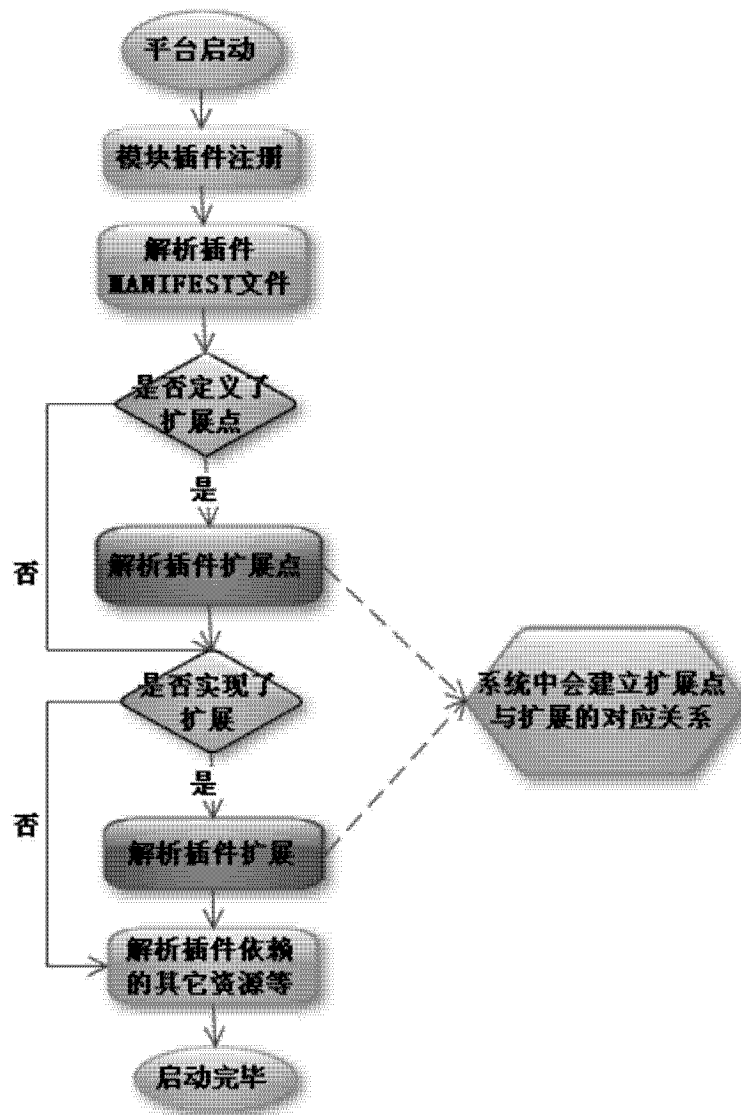 平台启动
模块插件注册
解析插件
MANIFEST文件
是否定义了
扩展点
是
否
解析插件扩展点
是否实现了
扩展
系统中会建立扩展点
与扩展的对应关系
是
否
解析插件扩展
解析插件依赖
的其它资源等
启动完毕